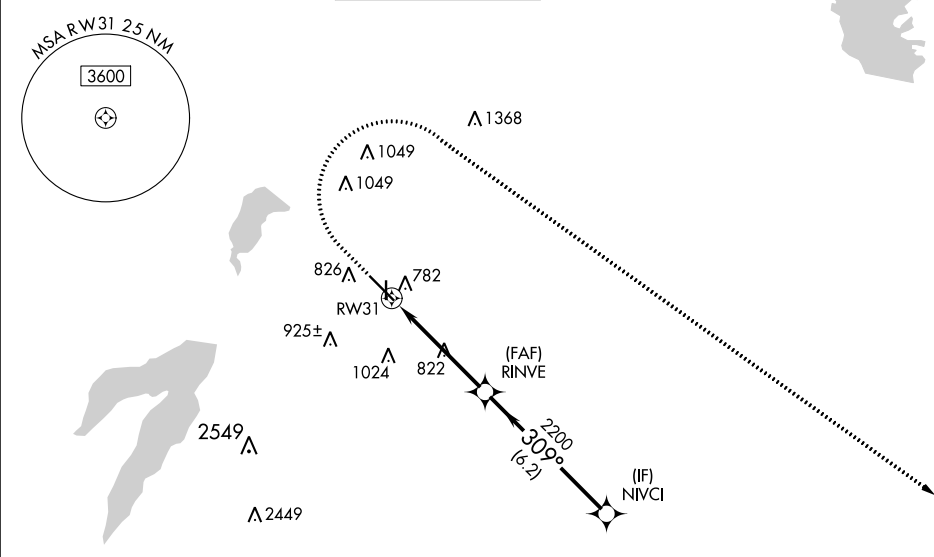 MSA RW31 25 NM
3600
1368
1049
1049
826
782
RW31
925±
1024
822
(FAF)
RINVE
2549
2200
309°
(6.2)
(IF)
NIVCI
2449